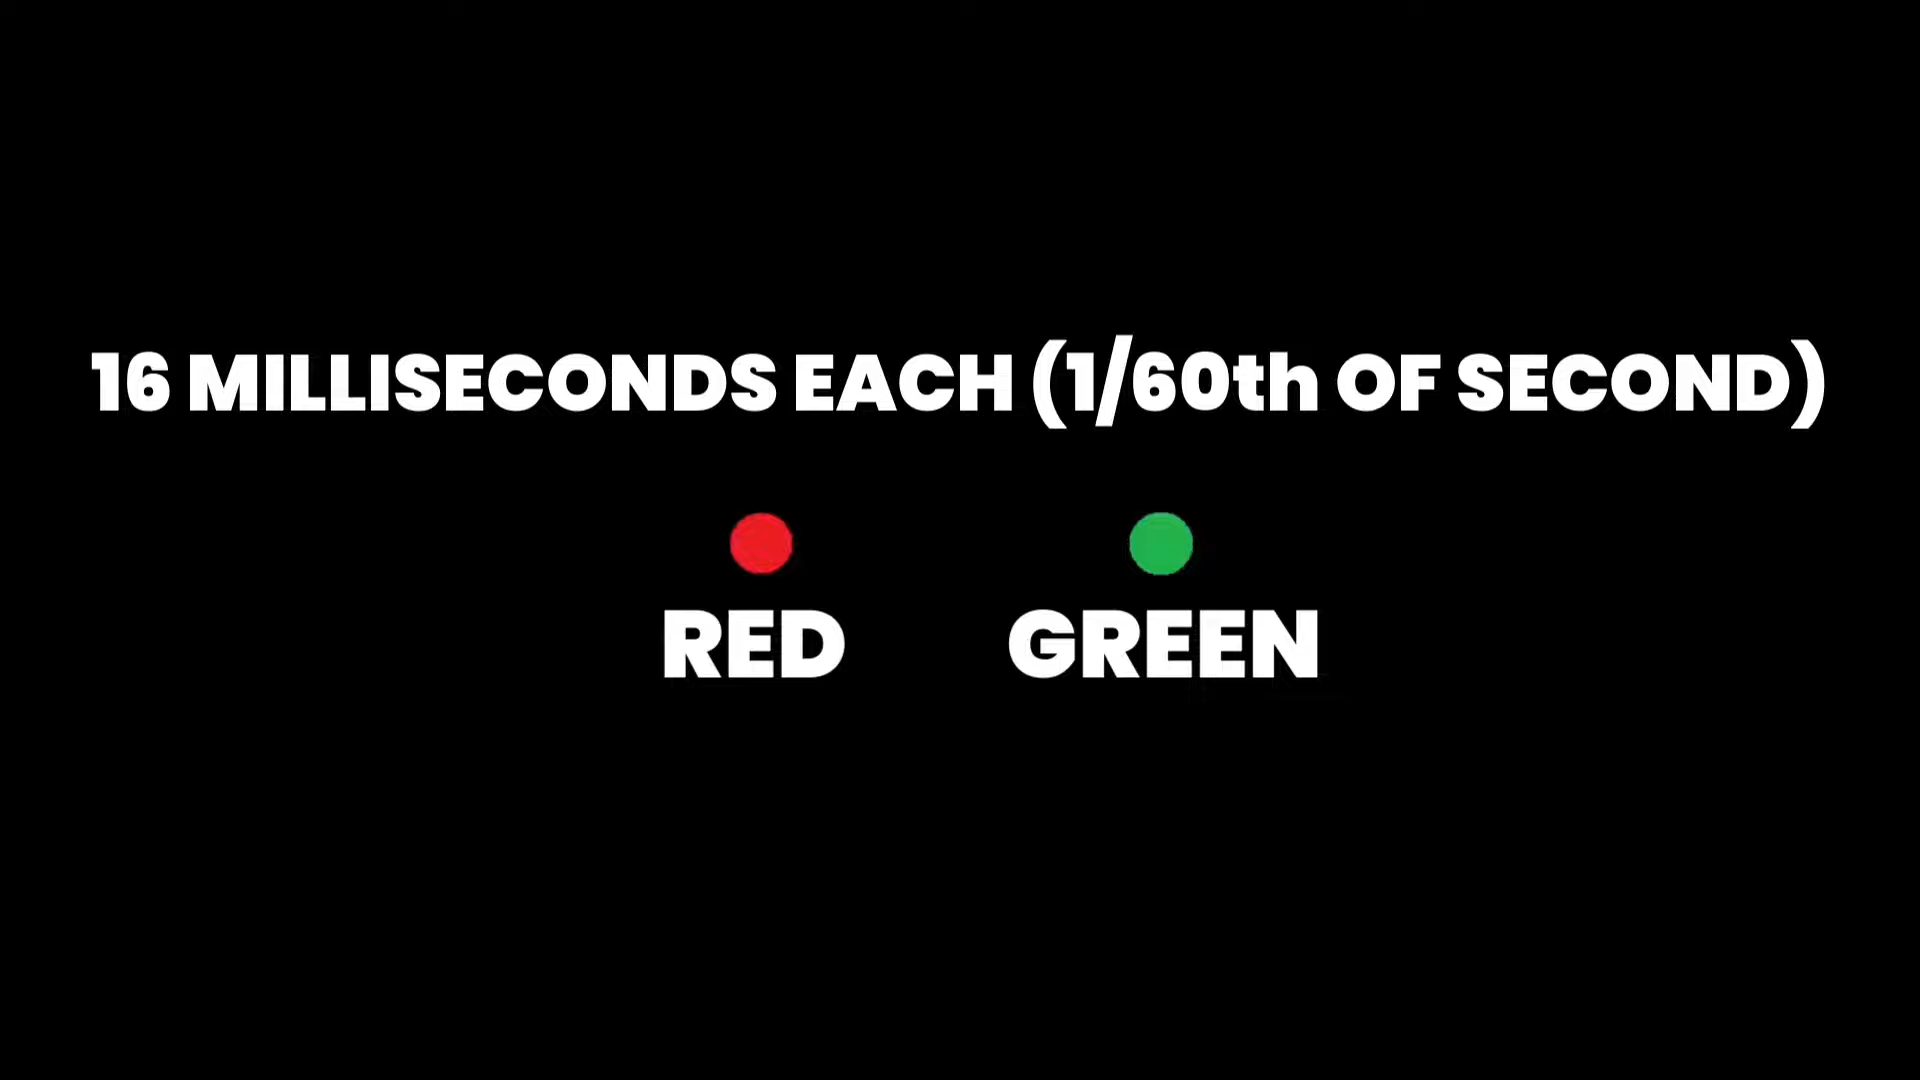 16 MILLISECONDS EACH (1/60th OF SECOND)
RED GREEN